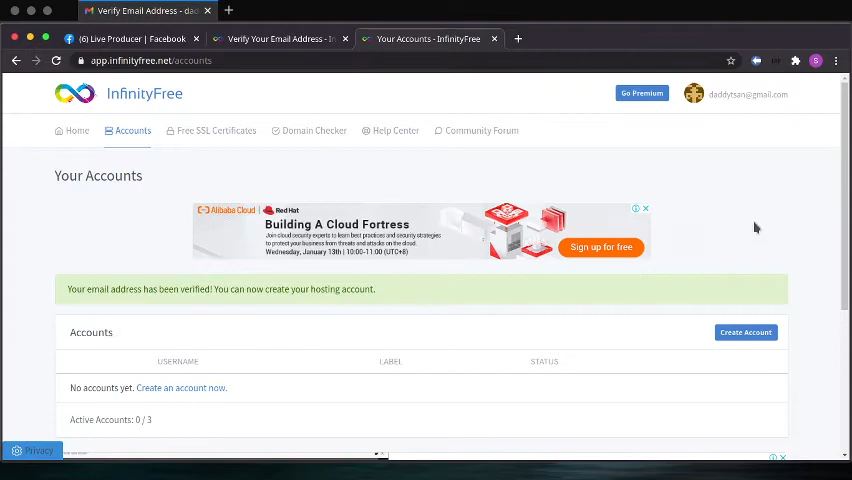 Verify Email Address - dad
(6) Live Producer | Facebook
Verify Your Email Address - In
Your Accounts - InfinityFree
app.infinityfree.net/accounts
S
InfinityFree
Go Premium
daddytsan@gmail.com
Home
Accounts
Free SSL Certificates
Domain Checker
Help Center
Community Forum
Your Accounts
Alibaba Cloud
Red Hat
Building A Cloud Fortress
Join cloud security experts to learn best practices and security strategies
to protect your business from threats and attacks on the cloud.
Wednesday, January 13th | 10:00-11:00 (UTC+8)
Sign up for free
Your email address has been verified! You can now create your hosting account.
Accounts
Create Account
USERNAME
LABEL
STATUS
No accounts yet. Create an account now.
Active Accounts: 0 / 3
Privacy